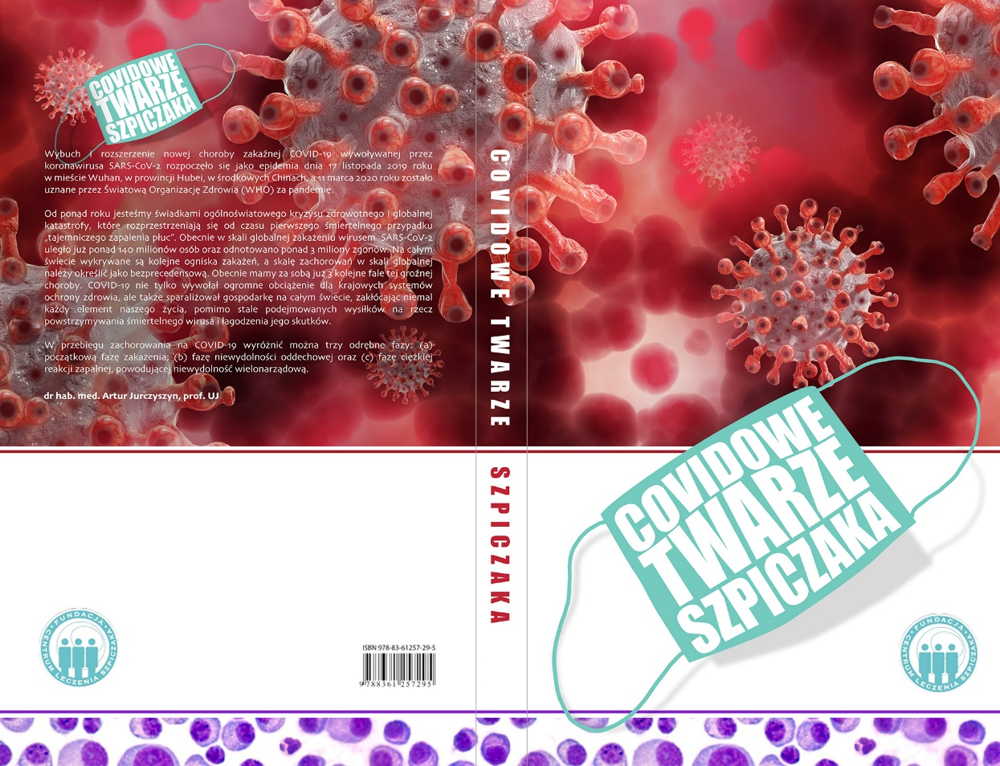 COVIDOWE
TWARZE
SZPICZAKA
Wybuch i rozszerzenie nowej choroby zakaźnej COVID-19 wywoływanej przez
koronawirusa SARS-CoV-2 rozpoczęło się jako epidemia dnia 17 listopada 2019 roku
w mieście Wuhan, w prowincji Hubei, w środkowych Chinach, a 11 marca 2020 roku zostało
uznane przez Światową Organizację Zdrowia (WHO) za pandemię.
Od ponad roku jesteśmy świadkami ogólnoświatowego kryzysu zdrowotnego i globalnej
katastrofy, które rozprzestrzeniają się od czasu pierwszego śmiertelnego przypadku
„tajemniczego zapalenia płuc”. Obecnie w skali globalnej zakażeniu wirusem SARS-CoV-2
uległo już ponad 140 milionów osób oraz odnotowano ponad 3 miliony zgonów. Na całym
świecie wykrywane są kolejne ogniska zakażeń, a skalę zachorowań w skali globalnej
należy określić jako bezprecedensową. Obecnie mamy za sobą już 3 kolejne fale tej groźnej
choroby. COVID-19 nie tylko wywołał ogromne obciążenie dla krajowych systemów
ochrony zdrowia, ale także sparaliżował gospodarkę na całym świecie, zakłócając niemal
każdy element naszego życia, pomimo stale podejmowanych wysiłków na rzecz
powstrzymywania śmiertelnego wirusa i łagodzenia jego skutków.
W przebiegu zachorowania na COVID-19 wyróżnić można trzy odrębne fazy: (a)
początkową fazę zakażenia; (b) fazę niewydolności oddechowej oraz (c) fazę ciężkiej
reakcji zapalnej, powodującej niewydolność wielonarządową.
dr hab. med. Artur Jurczyszyn, prof. UJ
FUNDACJA
CENTRUM LECZENIA SZPICZAKA
ISBN 978-83-61257-29-5
9 788361 257295
COVIDOWE TWARZE SZPICZAKA
COVIDOWE
TWARZE
SZPICZAKA
FUNDACJA
CENTRUM LECZENIA SZPICZAKA